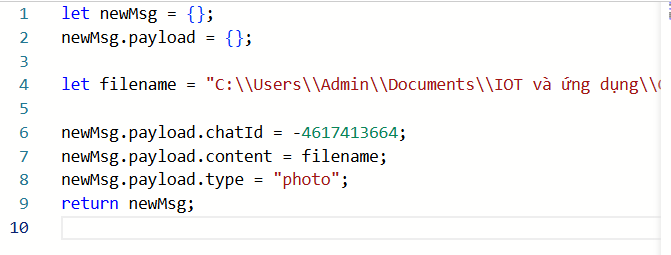 1 let newMsg = {};
2 newMsg.payload = {};
3
4 let filename = "C:\\Users\\Admin\\Documents\\IOT và ứng dụng\\
5
6 newMsg.payload.chatId = -4617413664;
7 newMsg.payload.content = filename;
8 newMsg.payload.type = "photo";
9 return newMsg;
10